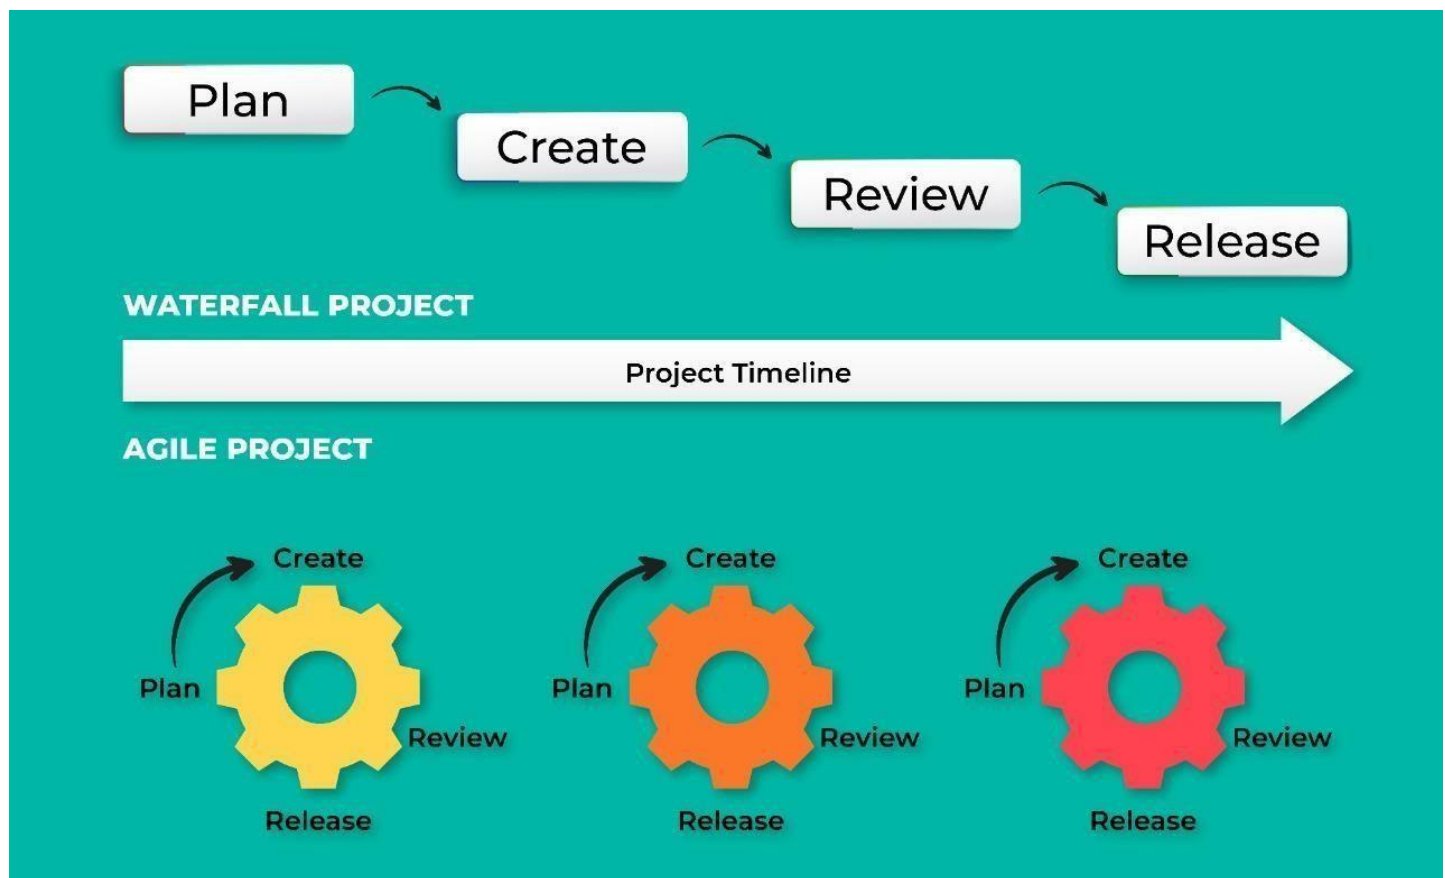 Plan
Create
Review
Release
WATERFALL PROJECT
Project Timeline
AGILE PROJECT
Create
Plan
Review
Release
Create
Plan
Review
Release
Create
Plan
Review
Release